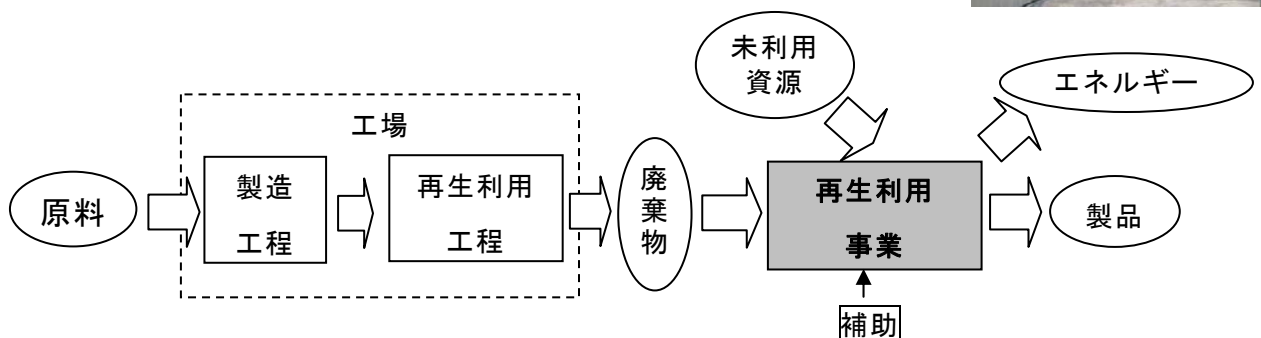 未利用
資源
エネルギー
工場
原料
製造
工程
再生利用
工程
廃棄物
再生利用
事業
製品
補助